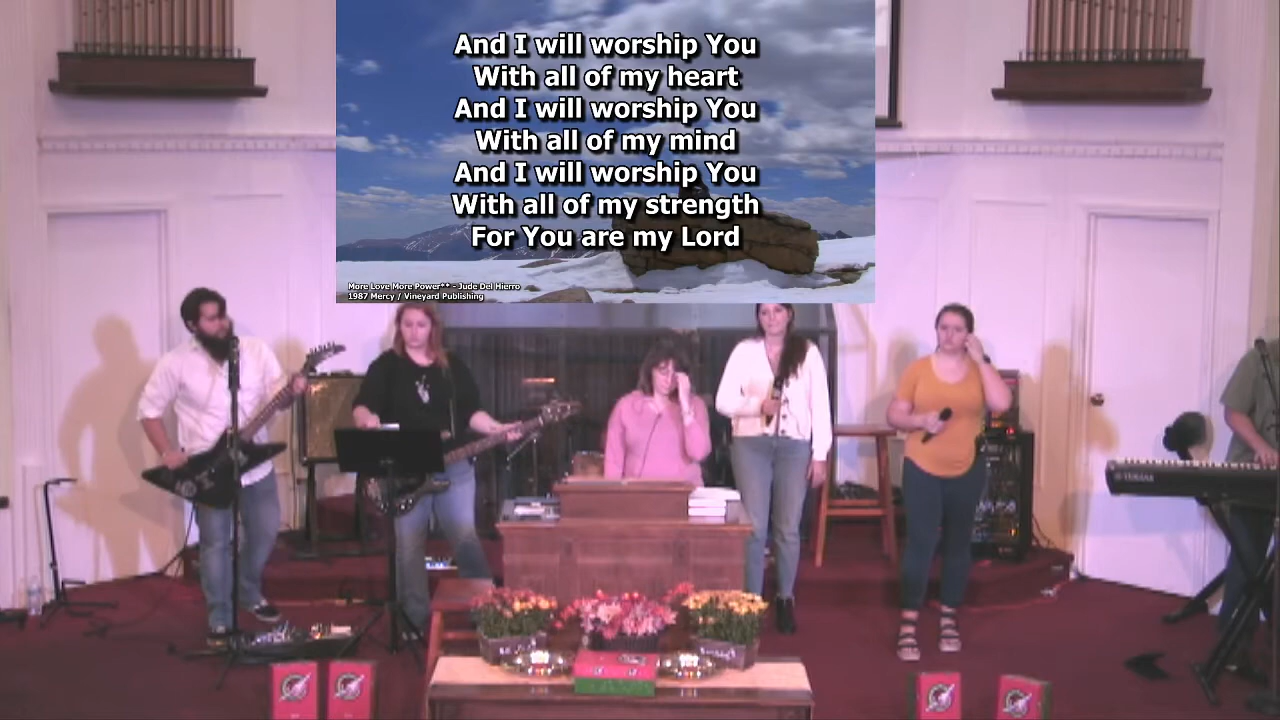 And I will worship You
With all of my heart
And I will worship You
With all of my mind
And I will worship You
With all of my strength
For You are my Lord
More Love More Power** - Jude Del Hierro
1987 Mercy / Vineyard Publishing
YAMAHA